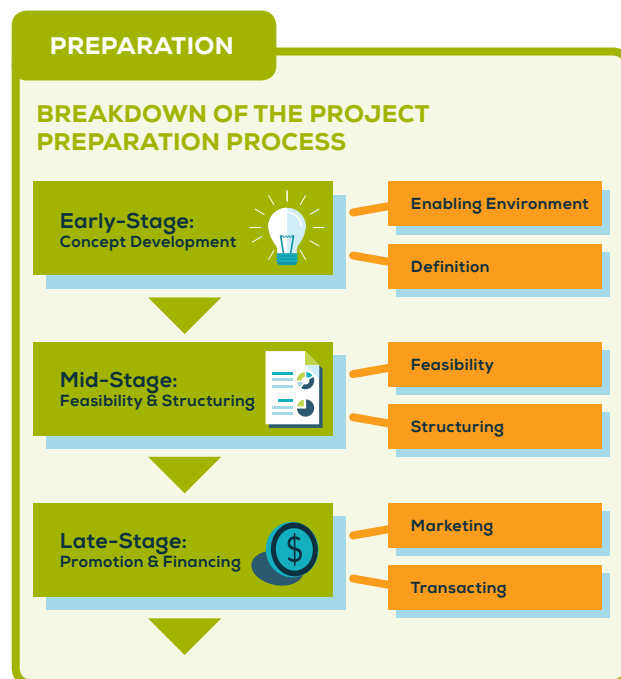 PREPARATION
BREAKDOWN OF THE PROJECT
PREPARATION PROCESS
Early-Stage:
Concept Development
Enabling Environment
Definition
Mid-Stage:
Feasibility & Structuring
Feasibility
Structuring
Late-Stage:
Promotion & Financing
$
Marketing
Transacting